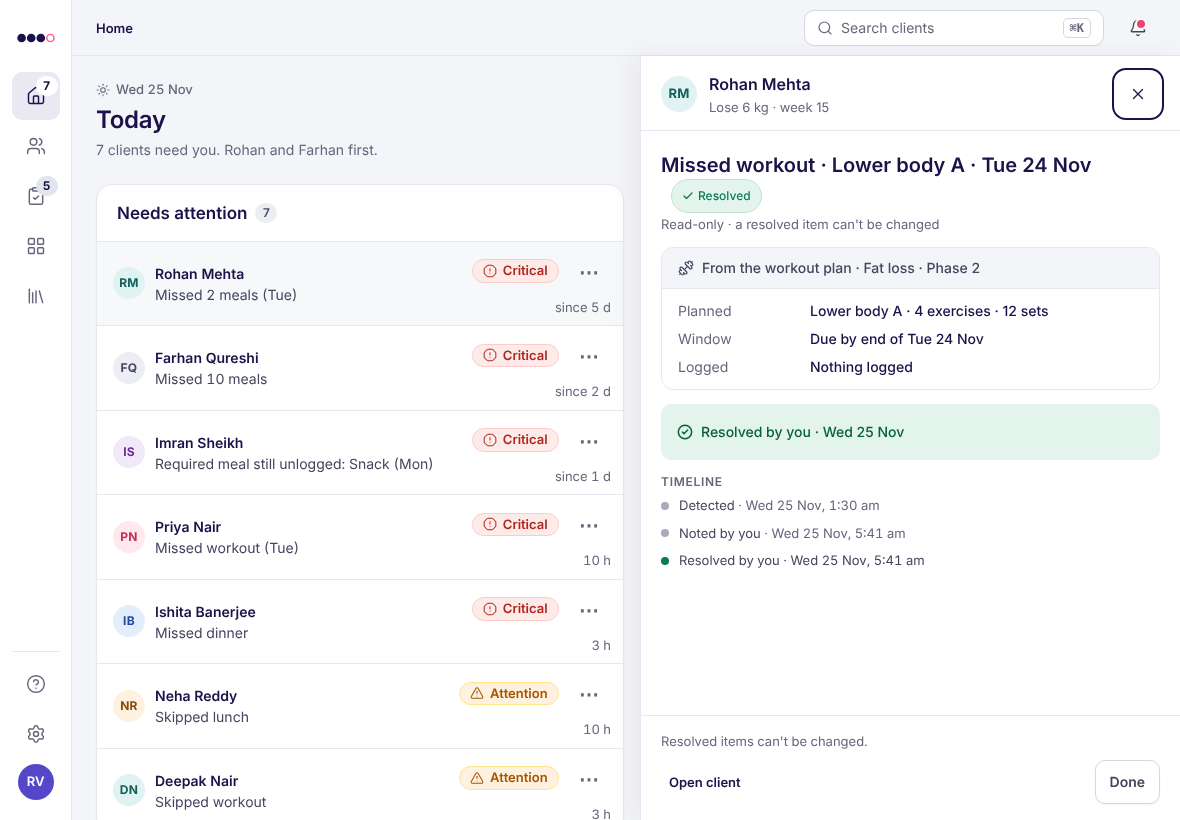 Home
Search clients
⌘K
7
5
RV
Wed 25 Nov
Today
7 clients need you. Rohan and Farhan first.
Needs attention 7
RM
Rohan Mehta
Critical
Missed 2 meals (Tue)
since 5 d
FQ
Farhan Qureshi
Critical
Missed 10 meals
since 2 d
IS
Imran Sheikh
Critical
Required meal still unlogged: Snack (Mon)
since 1 d
PN
Priya Nair
Critical
Missed workout (Tue)
10 h
IB
Ishita Banerjee
Critical
Missed dinner
3 h
NR
Neha Reddy
Attention
Skipped lunch
10 h
DN
Deepak Nair
Attention
Skipped workout
3 h
RM
Rohan Mehta
Lose 6 kg · week 15
Missed workout · Lower body A · Tue 24 Nov
Resolved
Read-only · a resolved item can't be changed
From the workout plan · Fat loss · Phase 2
Planned Lower body A · 4 exercises · 12 sets
Window Due by end of Tue 24 Nov
Logged Nothing logged
Resolved by you · Wed 25 Nov
TIMELINE
Detected · Wed 25 Nov, 1:30 am
Noted by you · Wed 25 Nov, 5:41 am
Resolved by you · Wed 25 Nov, 5:41 am
Resolved items can't be changed.
Open client
Done